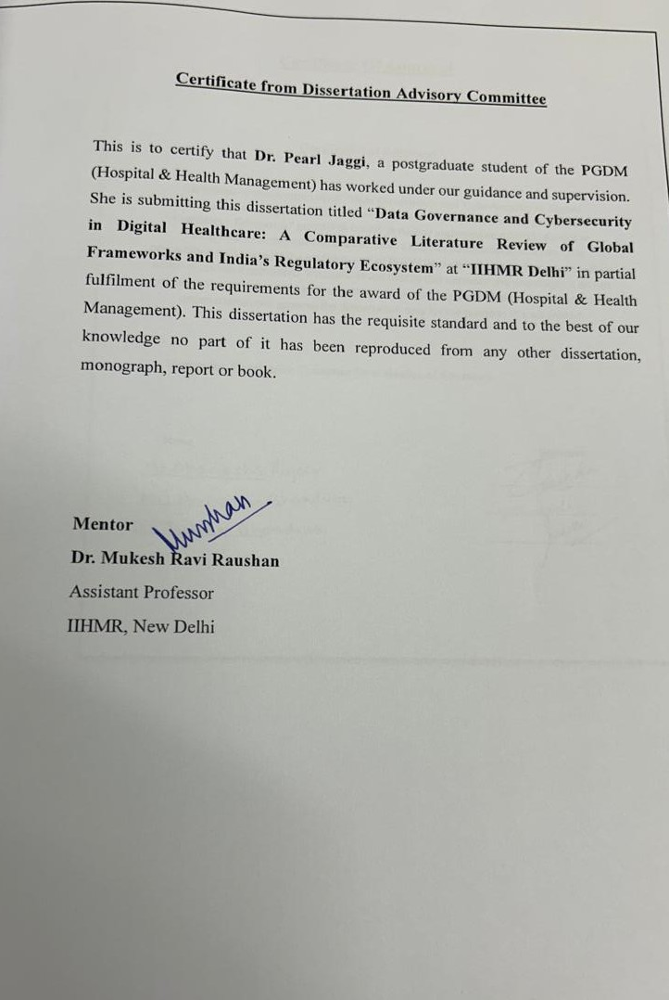 Certificate from Dissertation Advisory Committee
This is to certify that Dr. Pearl Jaggi, a postgraduate student of the PGDM
(Hospital & Health Management) has worked under our guidance and supervision.
She is submitting this dissertation titled “Data Governance and Cybersecurity
in Digital Healthcare: A Comparative Literature Review of Global
Frameworks and India’s Regulatory Ecosystem” at “IIHMR Delhi” in partial
fulfilment of the requirements for the award of the PGDM (Hospital & Health
Management). This dissertation has the requisite standard and to the best of our
knowledge no part of it has been reproduced from any other dissertation,
monograph, report or book.
Mentor
Dr. Mukesh Ravi Raushan
Assistant Professor
IIHMR, New Delhi